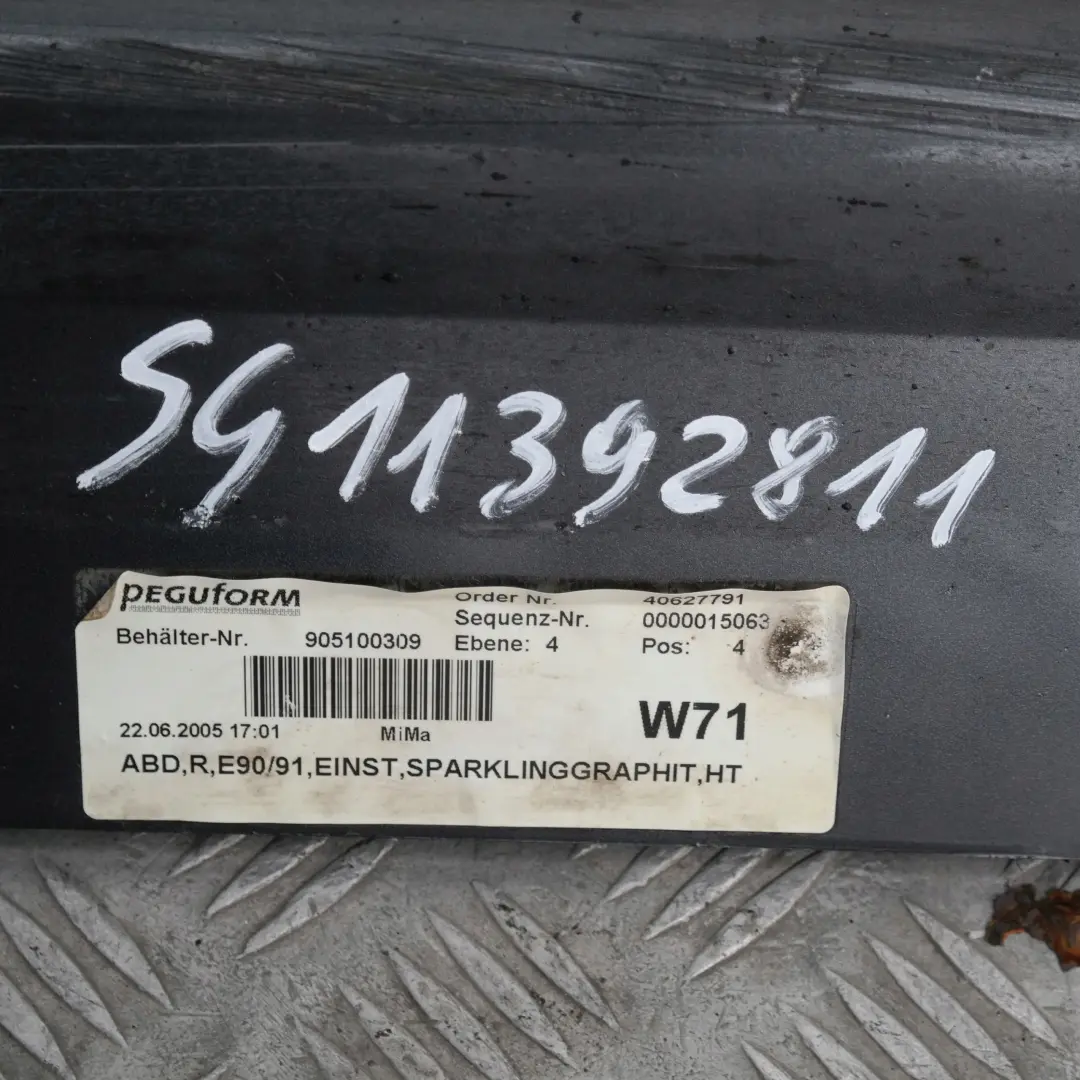 SG11392811
PEGUFORM
Order Nr. 40627791
Sequenz-Nr. 0000015063
Behälter-Nr. 905100309 Ebene: 4 Pos: 4
W71
22.06.2005 17:01 MiMa
ABD,R,E90/91,EINST,SPARKLINGGRAPHIT,HT